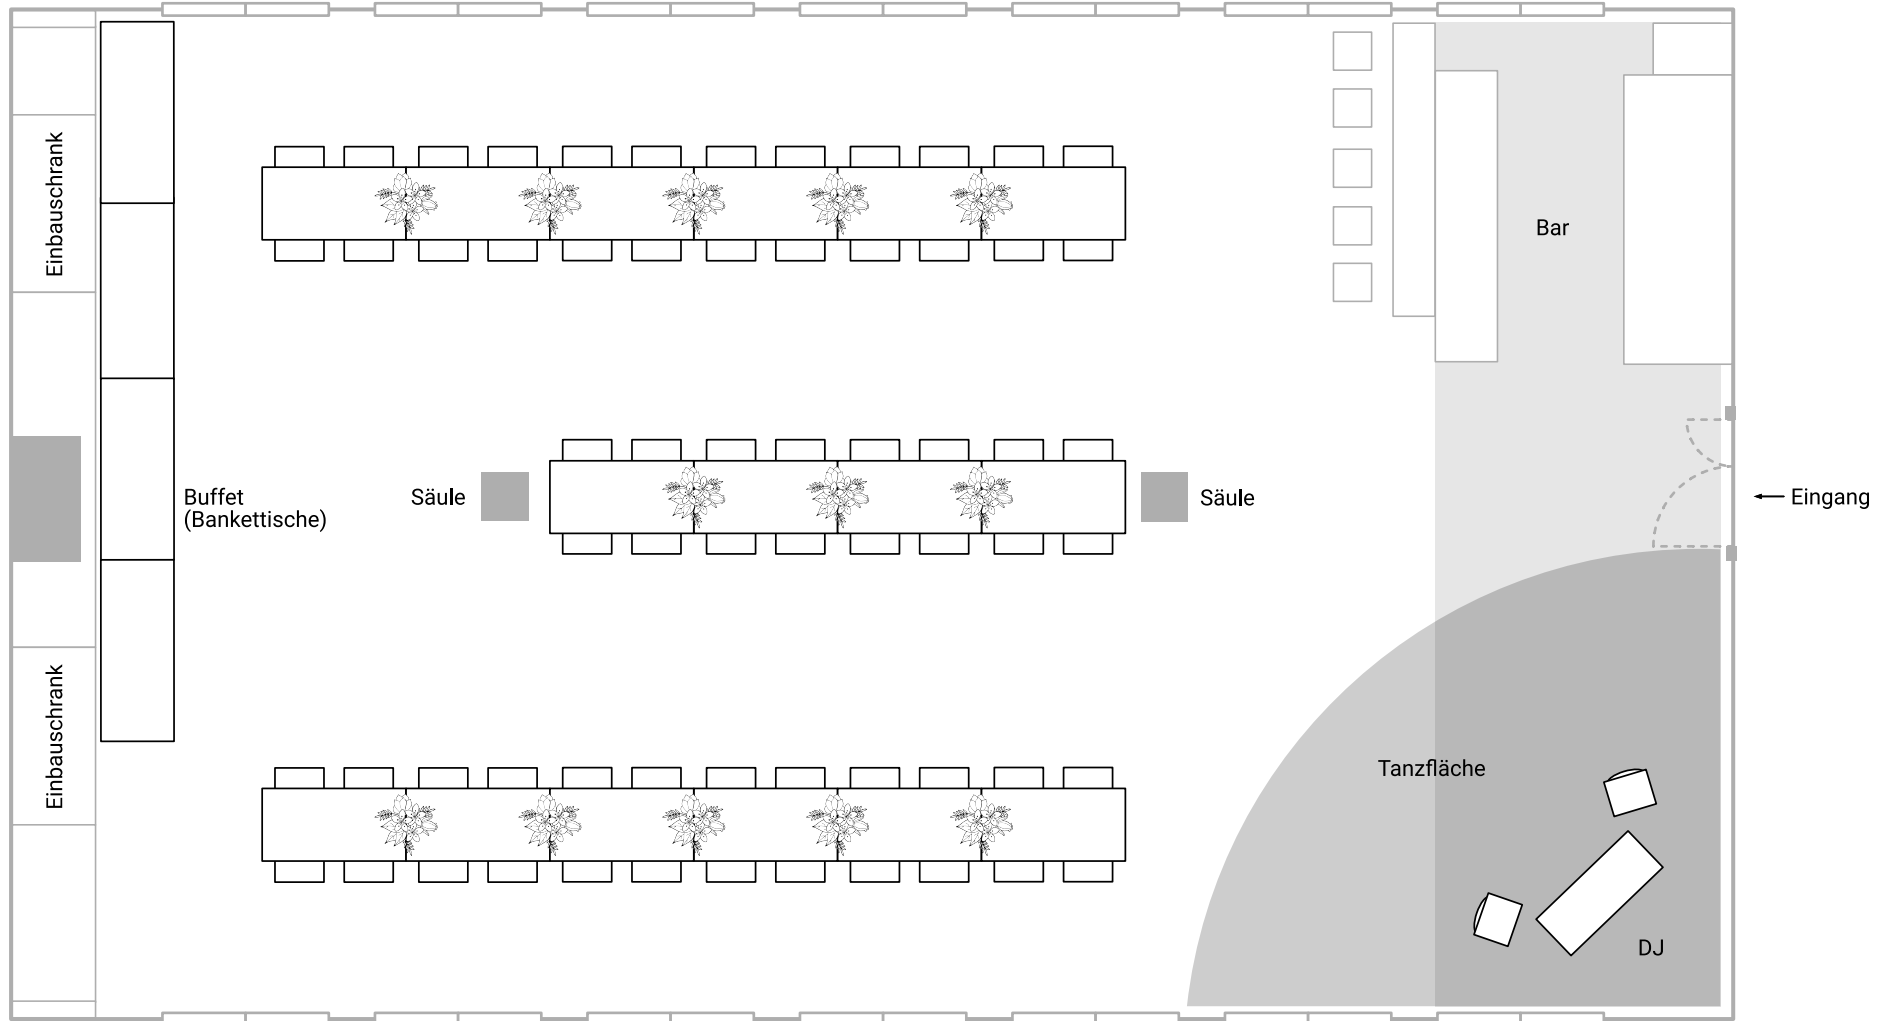 Einbauschrank
Bar
Buffet
(Bankettische)
Säule
Säule
Eingang
Einbauschrank
Tanzfläche
DJ